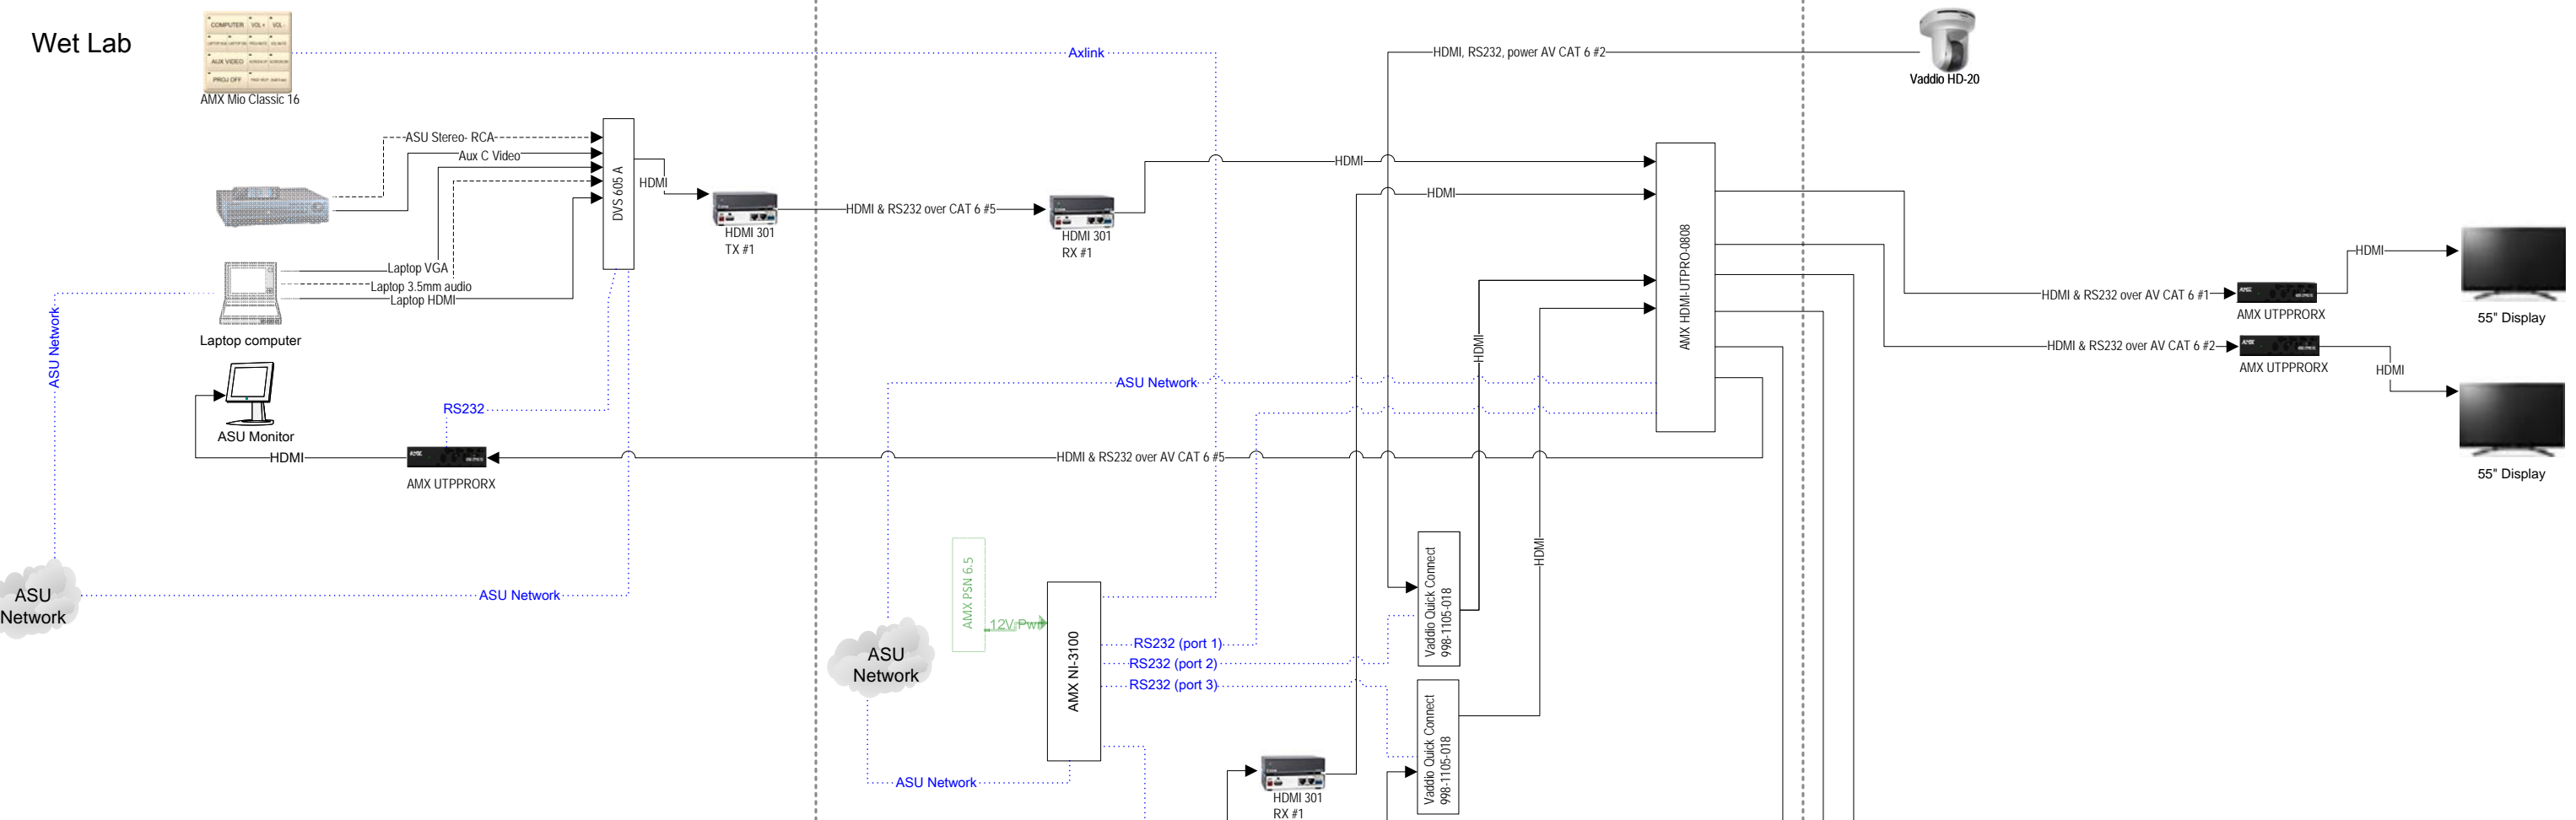 Wet Lab
COMPUTER
VOL +
VOL -
AUX VIDEO
PROJ OFF
AMX Mio Classic 16
Axlink
HDMI, RS232, power AV CAT 6 #2
Vaddio HD-20
ASU Stereo- RCA
Aux C Video
DVS 605 A
HDMI
HDMI 301
TX #1
HDMI & RS232 over CAT 6 #5
HDMI 301
RX #1
HDMI
HDMI
AMX HDMI-UTPRO-0808
Laptop VGA
Laptop 3.5mm audio
Laptop HDMI
Laptop computer
ASU Network
HDMI & RS232 over AV CAT 6 #1
AMX UTPPRORX
HDMI
55" Display
HDMI & RS232 over AV CAT 6 #2
AMX UTPPRORX
HDMI
55" Display
HDMI
ASU Network
RS232
ASU Monitor
HDMI
AMX UTPPRORX
HDMI & RS232 over AV CAT 6 #5
ASU
Network
ASU Network
AMX PSN 6.5
12V Pwr
AMX NI-3100
ASU
Network
RS232 (port 1)
RS232 (port 2)
RS232 (port 3)
ASU Network
Vaddio Quick Connect
998-1105-018
HDMI
Vaddio Quick Connect
998-1105-018
HDMI 301
RX #1